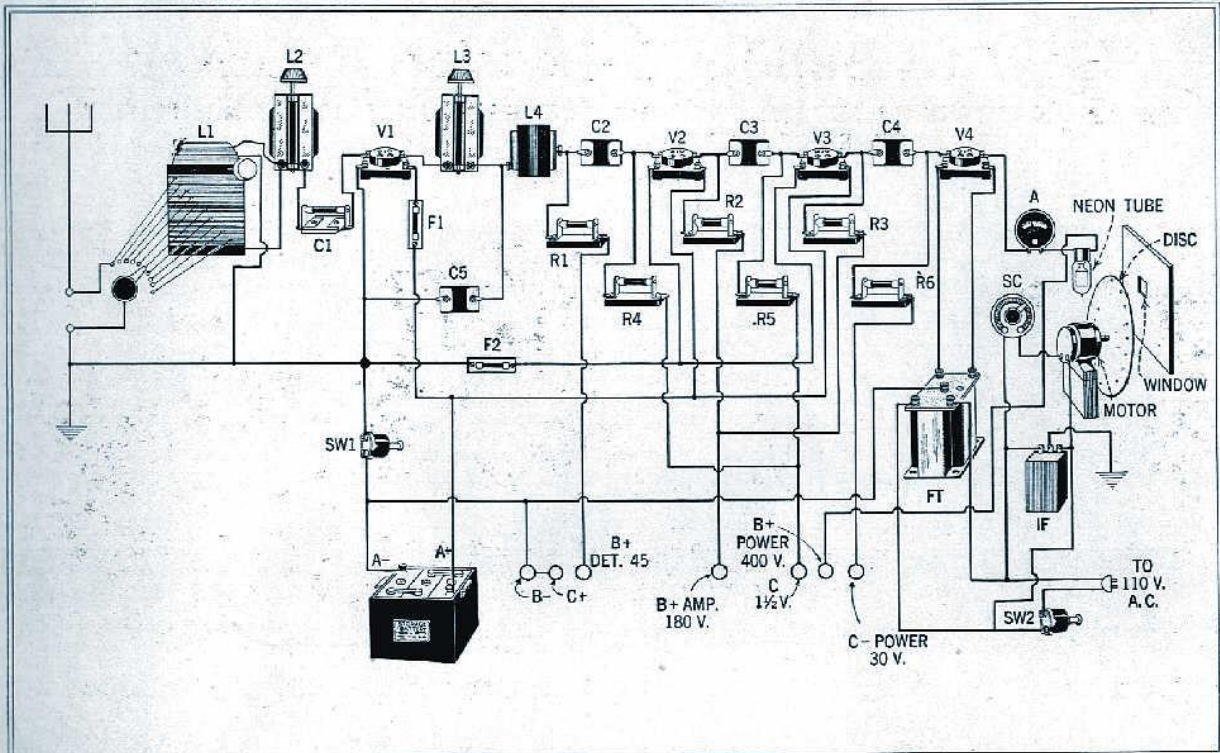 L2
L3
L1
V1
L4
C2
V2
C3
V3
C4
V4
A
NEON TUBE
DISC
C1
F1
R2
R3
R1
SC
C5
R4
.R5
R6
F2
WINDOW
MOTOR
SW1
FT
IF
A-
A+
B+
DET. 45
B-
C+
B+ AMP.
180 V.
B+
POWER
400 V.
C
1½V.
C- POWER
30 V.
TO
110 V.
A.C.
SW2